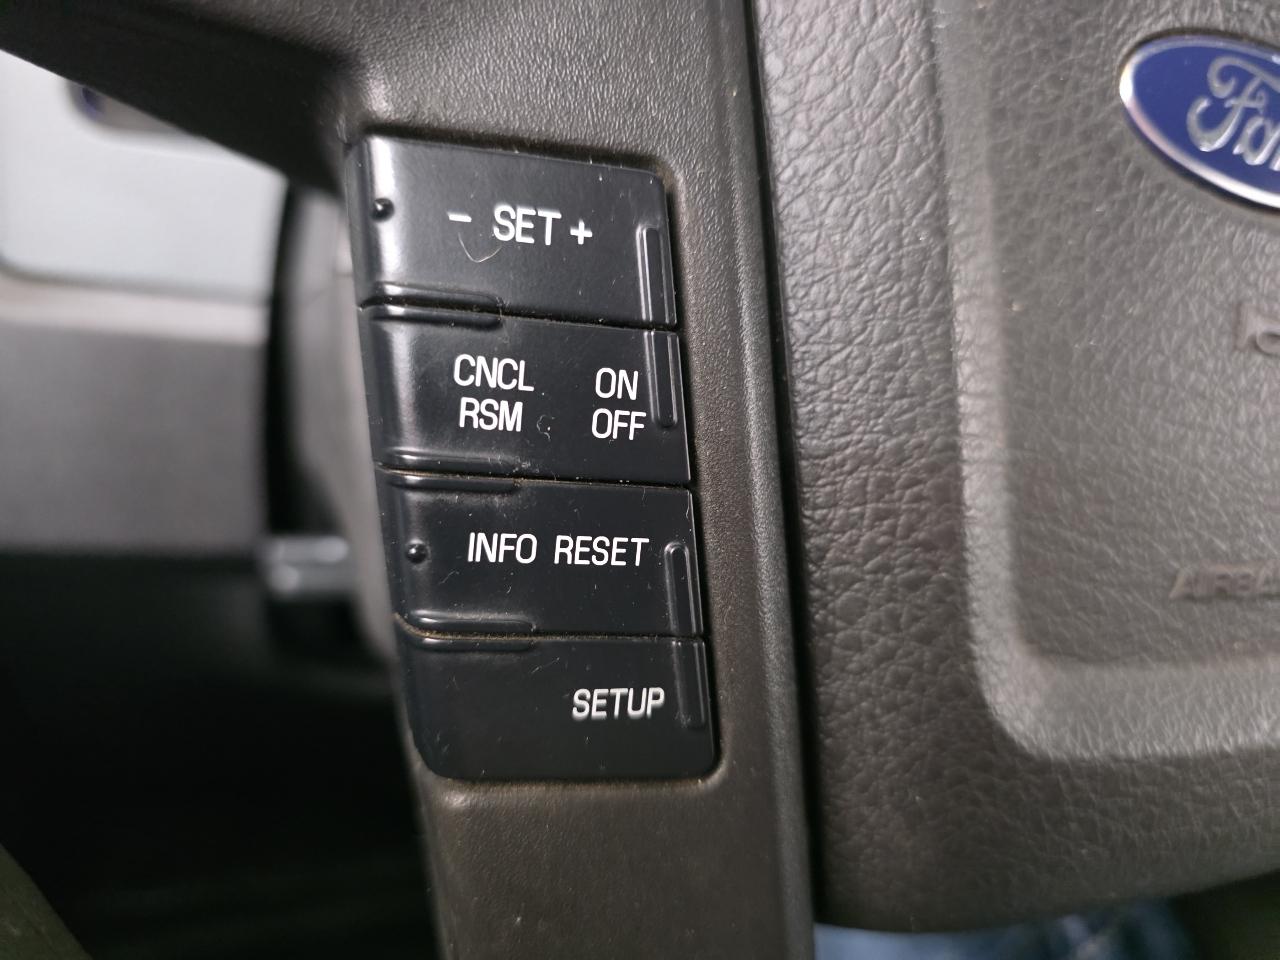 - SET +
CNCL ON
RSM OFF
INFO RESET
SETUP
Ford